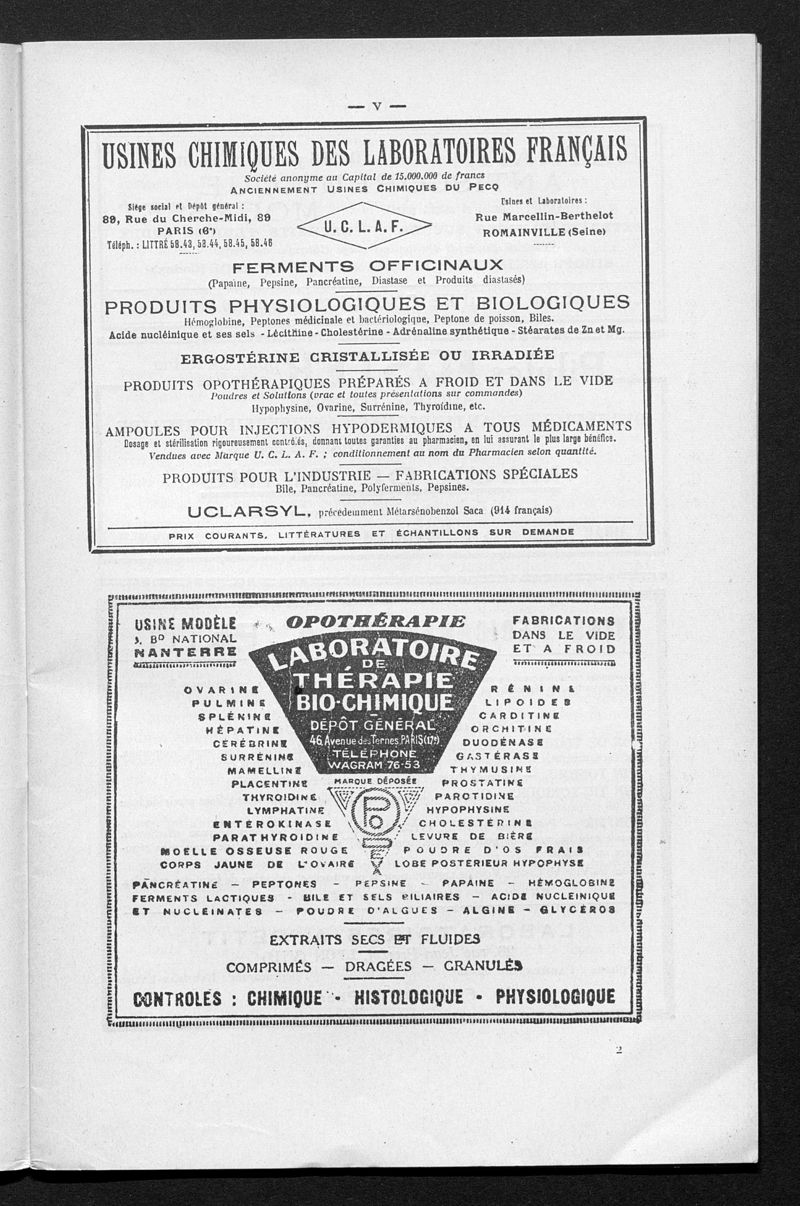 — V —
USINES CHIMIQUES DES LABORATOIRES FRANÇAIS
Société anonyme au Capital de 15.000.000 de francs
ANCIENNEMENT USINES CHIMIQUES DU PECQ
Siège social et Dépôt général :
89, Rue du Cherche-Midi, 89
PARIS (6e)
Téléph. : LITTRÉ 58.43, 58.44, 58.45, 58.46
U. C. L. A. F.
Usines et Laboratoires :
Rue Marcellin-Berthelot
ROMAINVILLE (Seine)
FERMENTS OFFICINAUX
(Papaïne, Pepsine, Pancréatine, Diastase et Produits diastasés)
PRODUITS PHYSIOLOGIQUES ET BIOLOGIQUES
Hémoglobine, Peptones médicinale et bactériologique, Peptone de poisson, Biles.
Acide nucléinique et ses sels - Lécithine - Cholestérine - Adrénaline synthétique - Stéarates de Zn et Mg.
ERGOSTÉRINE CRISTALLISÉE OU IRRADIÉE
PRODUITS OPOTHÉRAPIQUES PRÉPARÉS A FROID ET DANS LE VIDE
Poudres et Solutions (vrac et toutes présentations sur commandes)
Hypophysine, Ovarine, Surrénine, Thyroïdine, etc.
AMPOULES POUR INJECTIONS HYPODERMIQUES A TOUS MÉDICAMENTS
Dosage et stérilisation rigoureusement contrôlés, donnant toutes garanties au pharmacien, en lui assurant le plus large bénéfice.
Vendues avec Marque U. C. L. A. F. ; conditionnement au nom du Pharmacien selon quantité.
PRODUITS POUR L'INDUSTRIE — FABRICATIONS SPÉCIALES
Bile, Pancréatine, Polyferments, Pepsines.
UCLARSYL, précédemment Métarsénobenzol Saca (914 français)
PRIX COURANTS, LITTÉRATURES ET ÉCHANTILLONS SUR DEMANDE
USINE MODÈLE
BD NATIONAL
NANTERRE
OPOTHÉRAPIE
FABRICATIONS
DANS LE VIDE
ET A FROID
LABORATOIRE
DE
THÉRAPIE
BIO-CHIMIQUE
DÉPÔT GÉNÉRAL
46, Avenue des Ternes, PARIS (17e)
TÉLÉPHONE
WAGRAM 76-53
MARQUE DÉPOSÉE
OVARINE
PULMINE
SPLÉNINE
HÉPATINE
CÉRÉBRINE
SURRÉNINE
MAMELLINE
PLACENTINE
THYROIDINE
LYMPHATINE
ENTÉROKINASE
PARATHYROIDINE
MOELLE OSSEUSE ROUGE
CORPS JAUNE DE L'OVAIRE
RÉNINE
LIPOIDES
CARDITINE
ORCHITINE
DUODÉNASE
GASTÉRASE
THYMUSINE
PROSTATINE
PAROTIDINE
HYPOPHYSINE
CHOLESTÉRINE
LEVURE DE BIÈRE
POUDRE D'OS FRAIS
LOBE POSTERIEUR HYPOPHYSE
PANCRÉATINE — PEPTONES - PEPSINE - PAPAINE - HÉMOGLOBINE
FERMENTS LACTIQUES - BILE ET SELS BILIAIRES — ACIDE NUCLÉINIQUE
ET NUCLÉINATES — POUDRE D'ALGUES — ALGINE — GLYCÉROS
EXTRAITS SECS ET FLUIDES
COMPRIMÉS — DRAGÉES — GRANULÉS
CONTROLES : CHIMIQUE - HISTOLOGIQUE - PHYSIOLOGIQUE
2